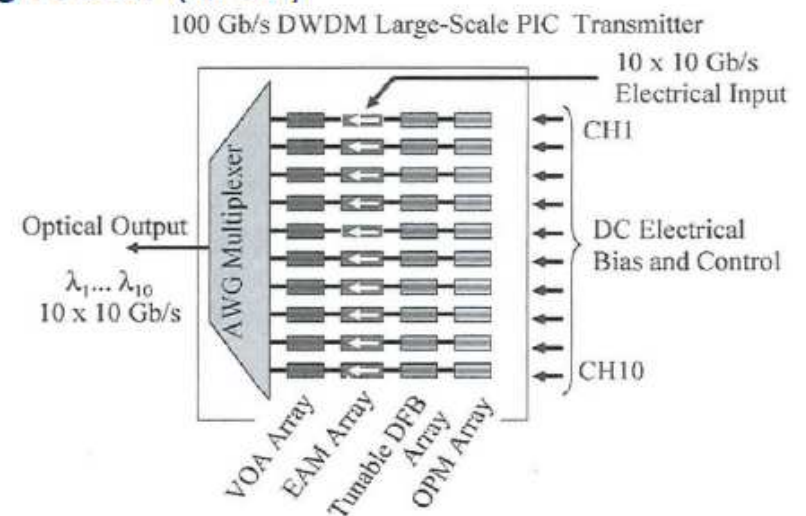 100 Gb/s DWDM Large-Scale PIC Transmitter
10 x 10 Gb/s
Electrical Input
CH1
AWG Multiplexer
Optical Output
λ1... λ10
10 x 10 Gb/s
DC Electrical
Bias and Control
CH10
VOA Array
EAM Array
Tunable DFB
Array
OPM Array